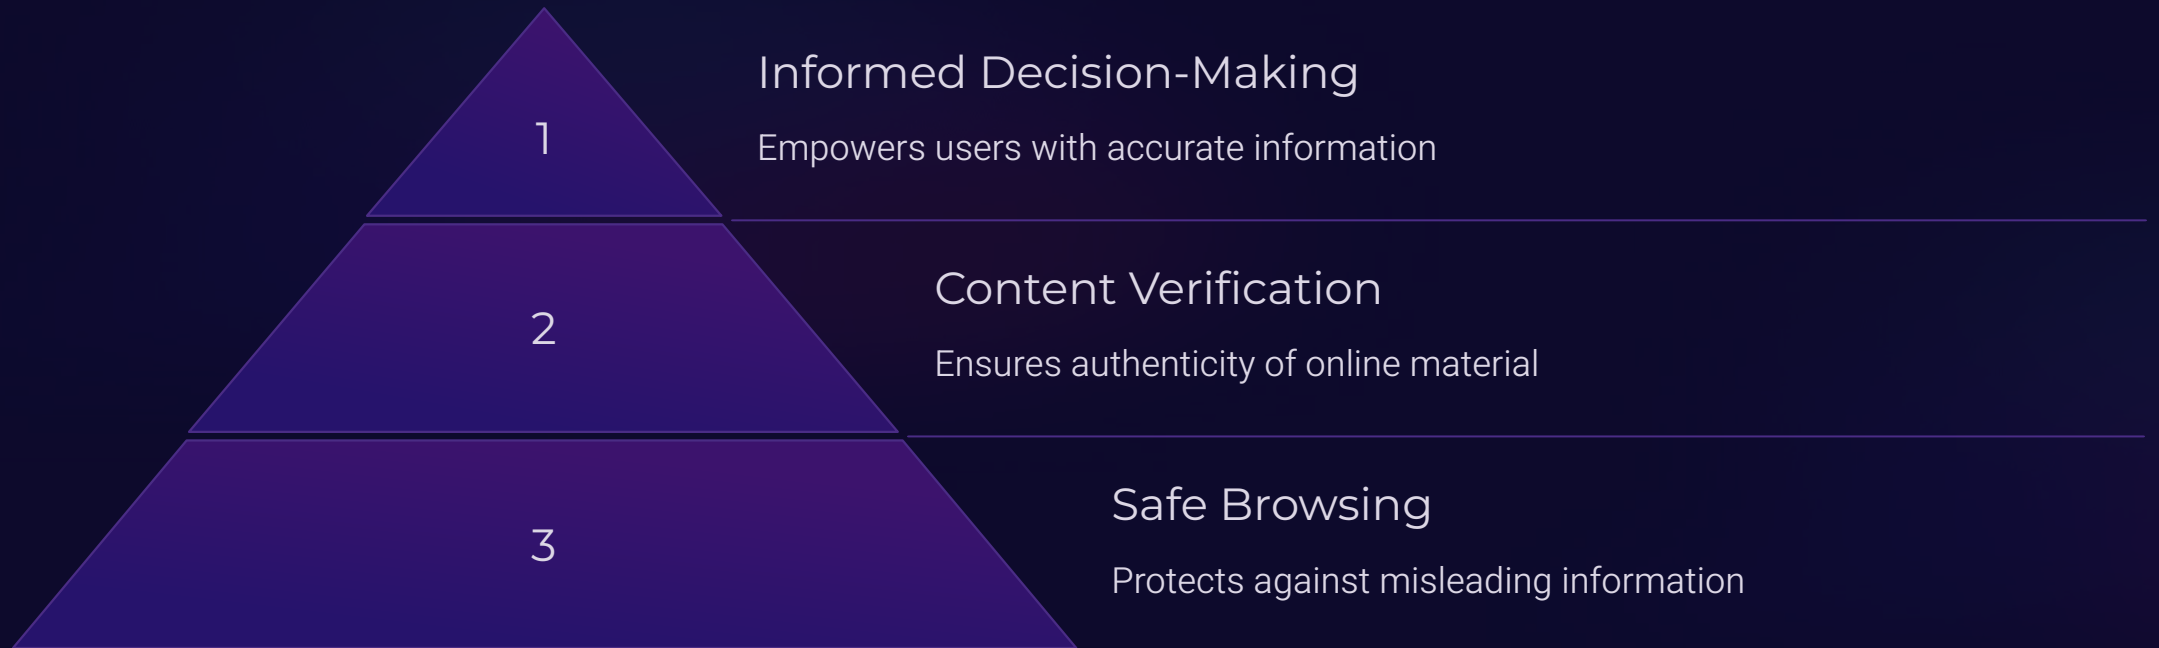 1
Informed Decision-Making
Empowers users with accurate information
2
Content Verification
Ensures authenticity of online material
3
Safe Browsing
Protects against misleading information